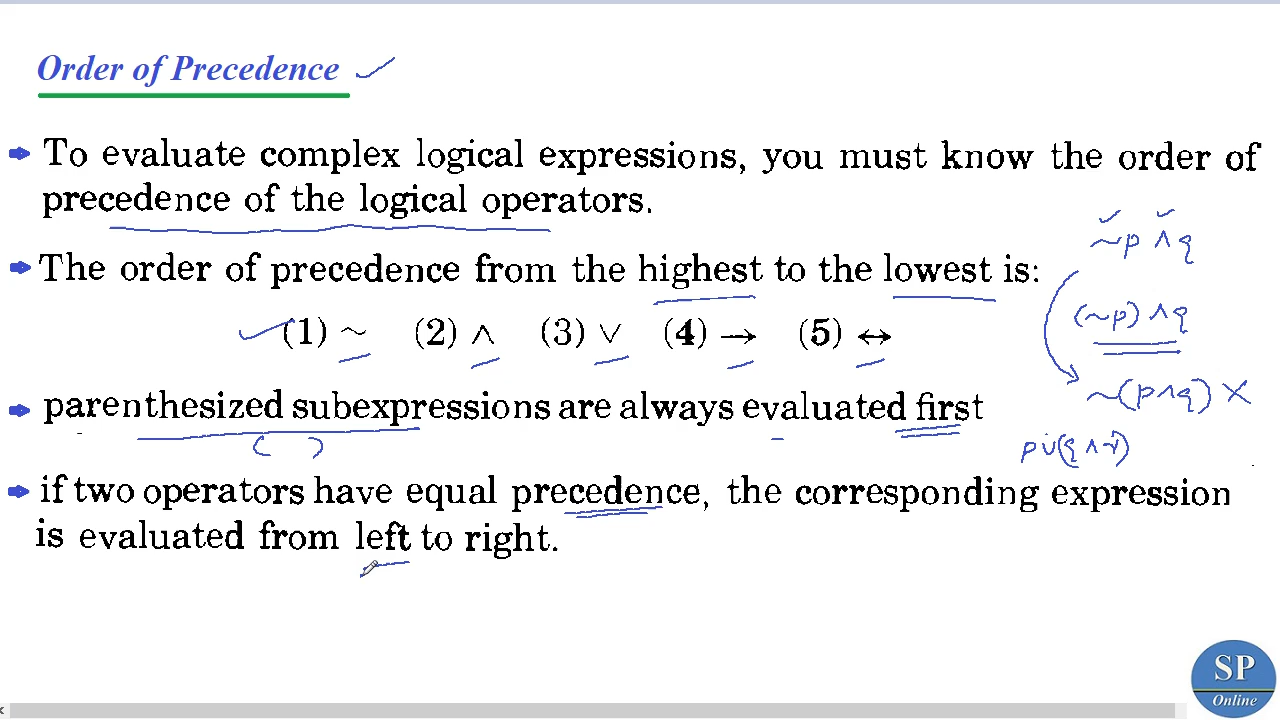 Order of Precedence
To evaluate complex logical expressions, you must know the order of
precedence of the logical operators.
~p ∧ q
The order of precedence from the highest to the lowest is:
(~p) ∧ q
(1) ~ (2) ∧ (3) ∨ (4) → (5) ↔
~(p ∧ q) ✗
parenthesized subexpressions are always evaluated first
( )
p ∨ (q ∧ r)
if two operators have equal precedence, the corresponding expression
is evaluated from left to right.
SP
Online